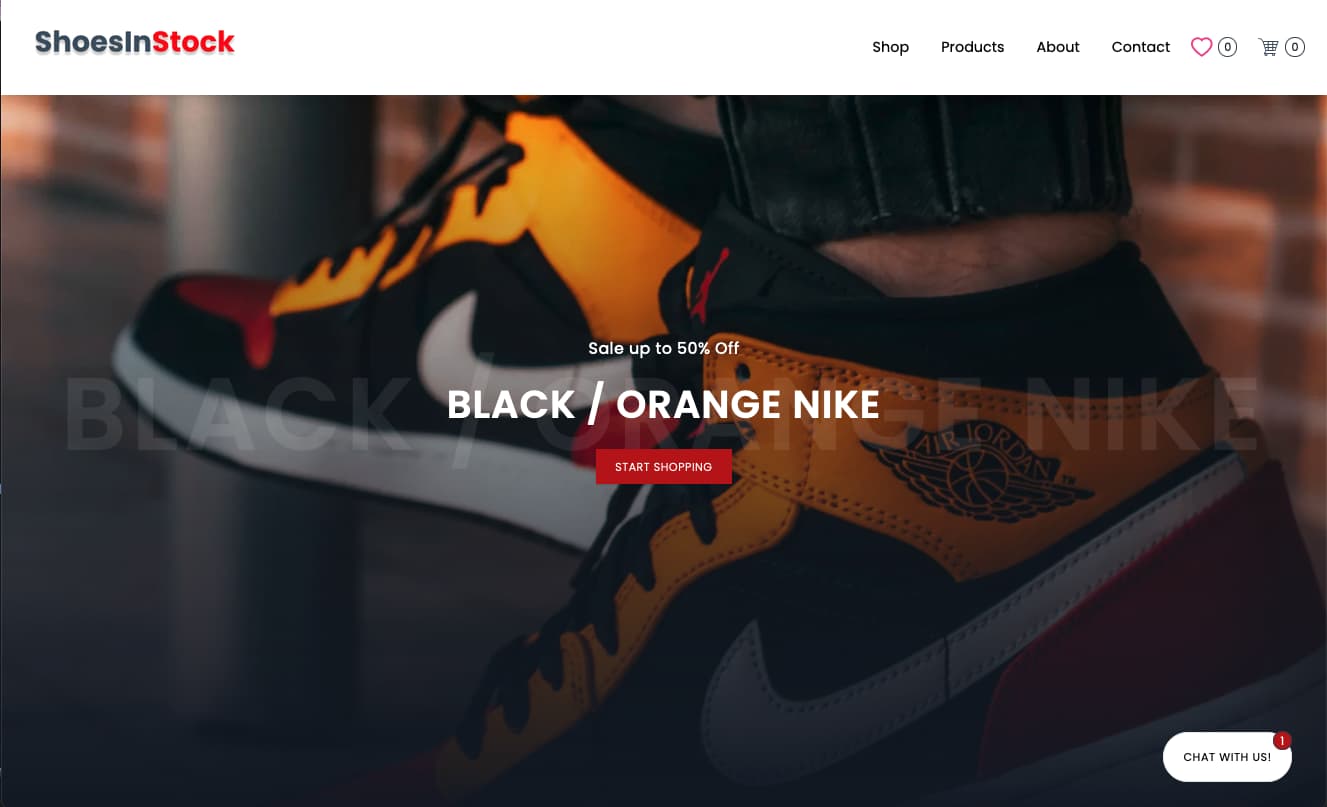 ShoesInStock
Shop Products About Contact 0 0
Sale up to 50% Off
BLACK / ORANGE NIKE
BLACK / ORANGE NIKE
START SHOPPING
AIR JORDAN
TM
1
CHAT WITH US!